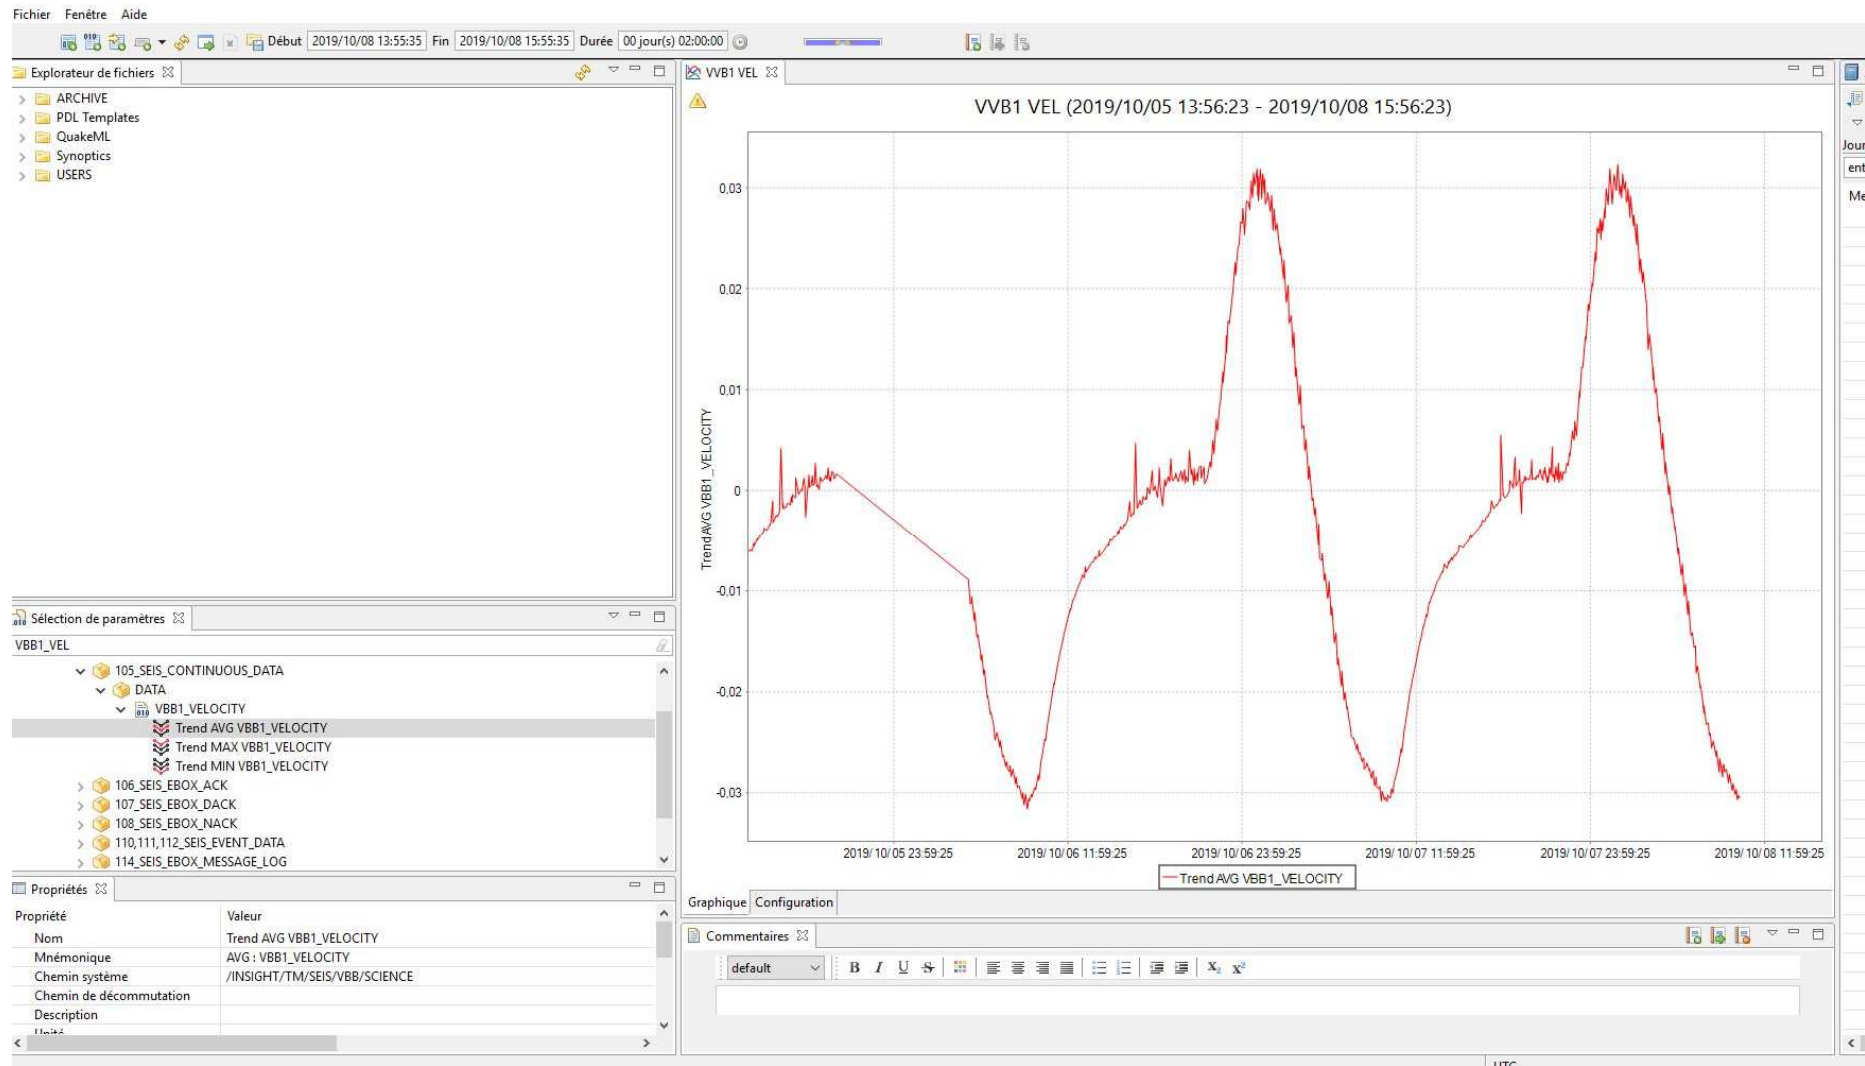 Fichier Fenêtre Aide
Début 2019/10/08 13:55:35 Fin 2019/10/08 15:55:35 Durée 00 jour(s) 02:00:00
Explorateur de fichiers
ARCHIVE
PDL Templates
QuakeML
Synoptics
USERS
Sélection de paramètres
VBB1_VEL
105_SEIS_CONTINUOUS_DATA
DATA
VBB1_VELOCITY
Trend AVG VBB1_VELOCITY
Trend MAX VBB1_VELOCITY
Trend MIN VBB1_VELOCITY
106_SEIS_EBOX_ACK
107_SEIS_EBOX_DACK
108_SEIS_EBOX_NACK
110,111,112_SEIS_EVENT_DATA
114_SEIS_EBOX_MESSAGE_LOG
Propriétés
Propriété Valeur
Nom Trend AVG VBB1_VELOCITY
Mnémonique AVG : VBB1_VELOCITY
Chemin système /INSIGHT/TM/SEIS/VBB/SCIENCE
Chemin de décommutation
Description
Unité
VVB1 VEL
VVB1 VEL (2019/10/05 13:56:23 - 2019/10/08 15:56:23)
Trend AVG VBB1_VELOCITY
0,03
0,02
0,01
0
-0,01
-0,02
-0,03
2019/10/05 23:59:25 2019/10/06 11:59:25 2019/10/06 23:59:25 2019/10/07 11:59:25 2019/10/07 23:59:25 2019/10/08 11:59:25
Trend AVG VBB1_VELOCITY
Graphique Configuration
Commentaires
default B I U S X₂ X²
Jour
ent
Me
UTC